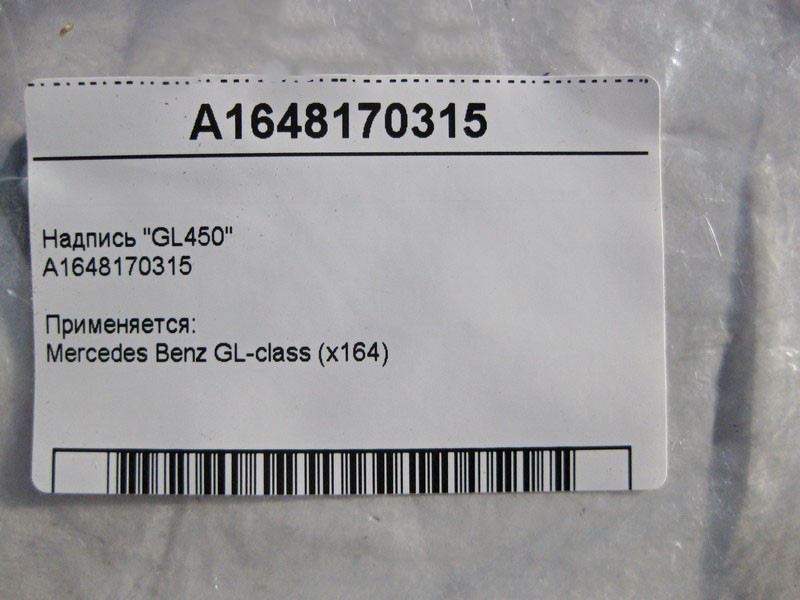 A1648170315
Надпись "GL450"
A1648170315
Применяется:
Mercedes Benz GL-class (x164)